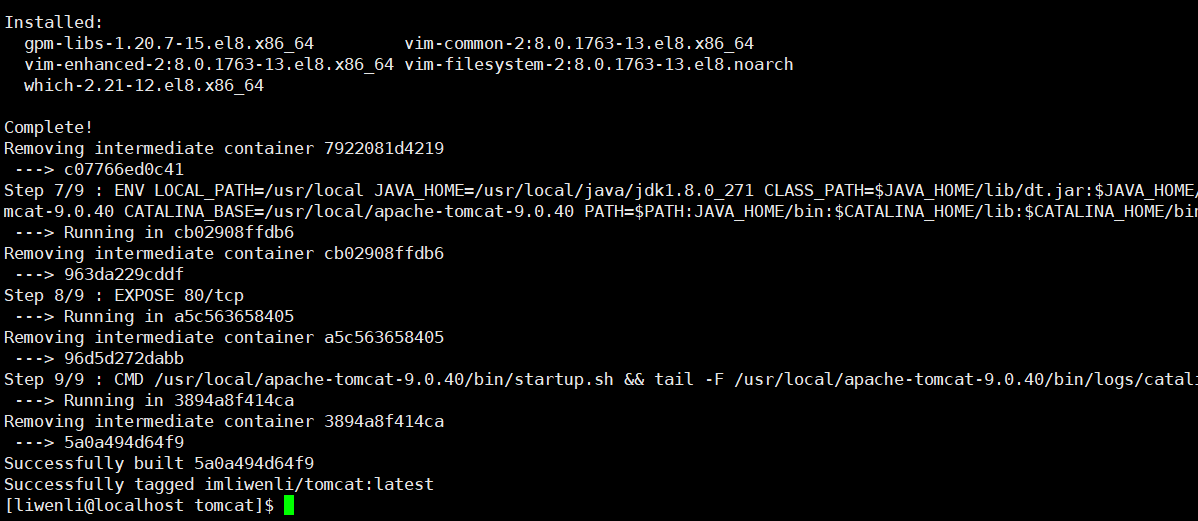 Installed:
  gpm-libs-1.20.7-15.el8.x86_64         vim-common-2:8.0.1763-13.el8.x86_64
  vim-enhanced-2:8.0.1763-13.el8.x86_64 vim-filesystem-2:8.0.1763-13.el8.noarch
  which-2.21-12.el8.x86_64

Complete!
Removing intermediate container 7922081d4219
 ---> c07766ed0c41
Step 7/9 : ENV LOCAL_PATH=/usr/local JAVA_HOME=/usr/local/java/jdk1.8.0_271 CLASS_PATH=$JAVA_HOME/lib/dt.jar:$JAVA_HOME/
mcat-9.0.40 CATALINA_BASE=/usr/local/apache-tomcat-9.0.40 PATH=$PATH:JAVA_HOME/bin:$CATALINA_HOME/lib:$CATALINA_HOME/bin
 ---> Running in cb02908ffdb6
Removing intermediate container cb02908ffdb6
 ---> 963da229cddf
Step 8/9 : EXPOSE 80/tcp
 ---> Running in a5c563658405
Removing intermediate container a5c563658405
 ---> 96d5d272dabb
Step 9/9 : CMD /usr/local/apache-tomcat-9.0.40/bin/startup.sh && tail -F /usr/local/apache-tomcat-9.0.40/bin/logs/catali
 ---> Running in 3894a8f414ca
Removing intermediate container 3894a8f414ca
 ---> 5a0a494d64f9
Successfully built 5a0a494d64f9
Successfully tagged imliwenli/tomcat:latest
[liwenli@localhost tomcat]$